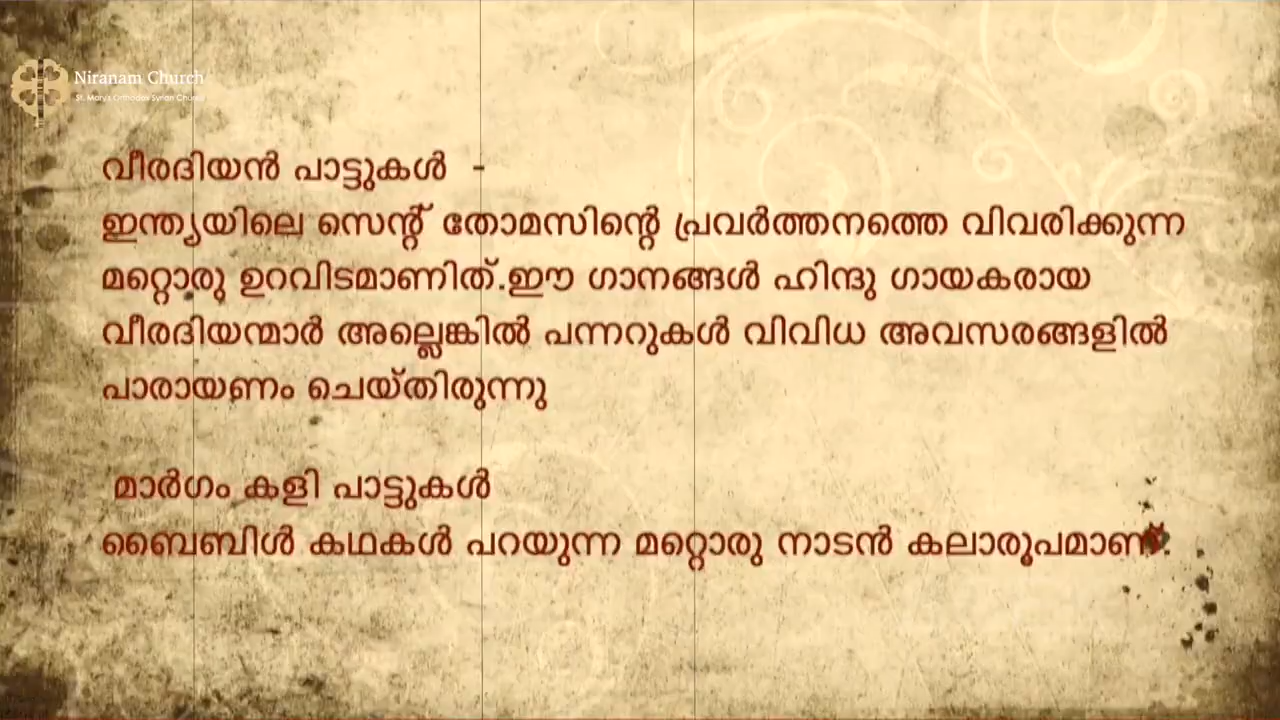 Niranam Church
St. Mary's Orthodox Syrian Church
വീരദിയൻ പാട്ടുകൾ -
ഇന്ത്യയിലെ സെന്റ് തോമസിന്റെ പ്രവർത്തനത്തെ വിവരിക്കുന്ന
മറ്റൊരു ഉറവിടമാണിത്.ഈ ഗാനങ്ങൾ ഹിന്ദു ഗായകരായ
വീരദിയന്മാർ അല്ലെങ്കിൽ പന്നറുകൾ വിവിധ അവസരങ്ങളിൽ
പാരായണം ചെയ്തിരുന്നു
മാർഗം കളി പാട്ടുകൾ
ബൈബിൾ കഥകൾ പറയുന്ന മറ്റൊരു നാടൻ കലാരൂപമാണ്.